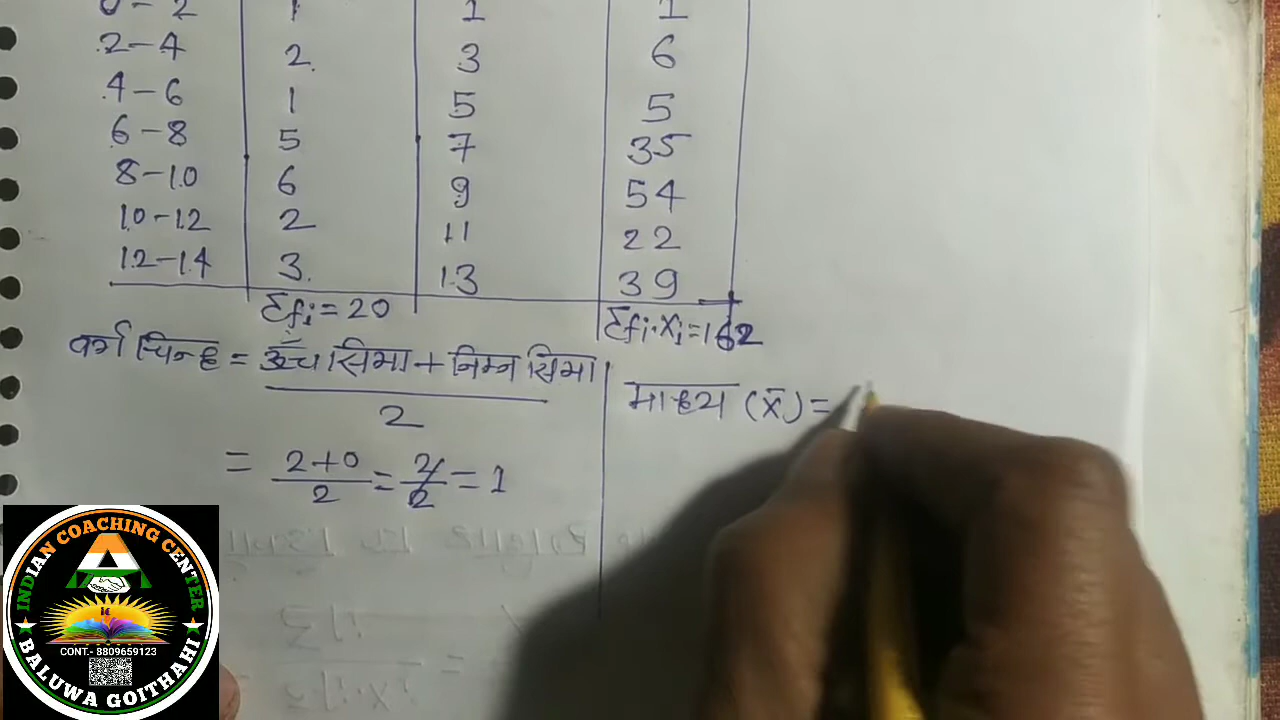 0-2 1 1 1
2-4 2 3 6
4-6 1 5 5
6-8 5 7 35
8-10 6 9 54
10-12 2 11 22
12-14 3 13 39
Σfi = 20 Σfi·xi = 162
वर्ग चिन्ह = ऊँच सिमा + निम्न सिमा
2
= 2+0/2 = 2/2 = 1
माध्य (x̄) =
INDIAN COACHING CENTER
CONT.- 8809659123
BALUWA GOITHAHI